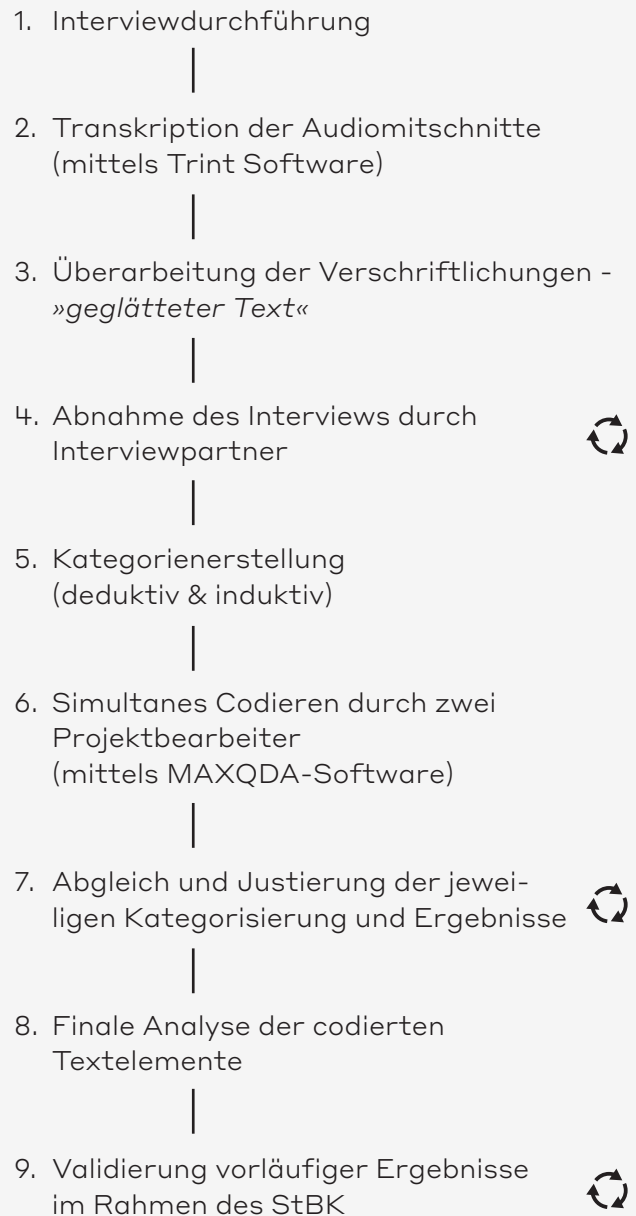 1. Interviewdurchführung
2. Transkription der Audiomitschnitte
(mittels Trint Software)
3. Überarbeitung der Verschriftlichungen -
»geglätteter Text«
4. Abnahme des Interviews durch
Interviewpartner
5. Kategorienerstellung
(deduktiv & induktiv)
6. Simultanes Codieren durch zwei
Projektbearbeiter
(mittels MAXQDA-Software)
7. Abgleich und Justierung der jewei-
ligen Kategorisierung und Ergebnisse
8. Finale Analyse der codierten
Textelemente
9. Validierung vorläufiger Ergebnisse
im Rahmen des StBK